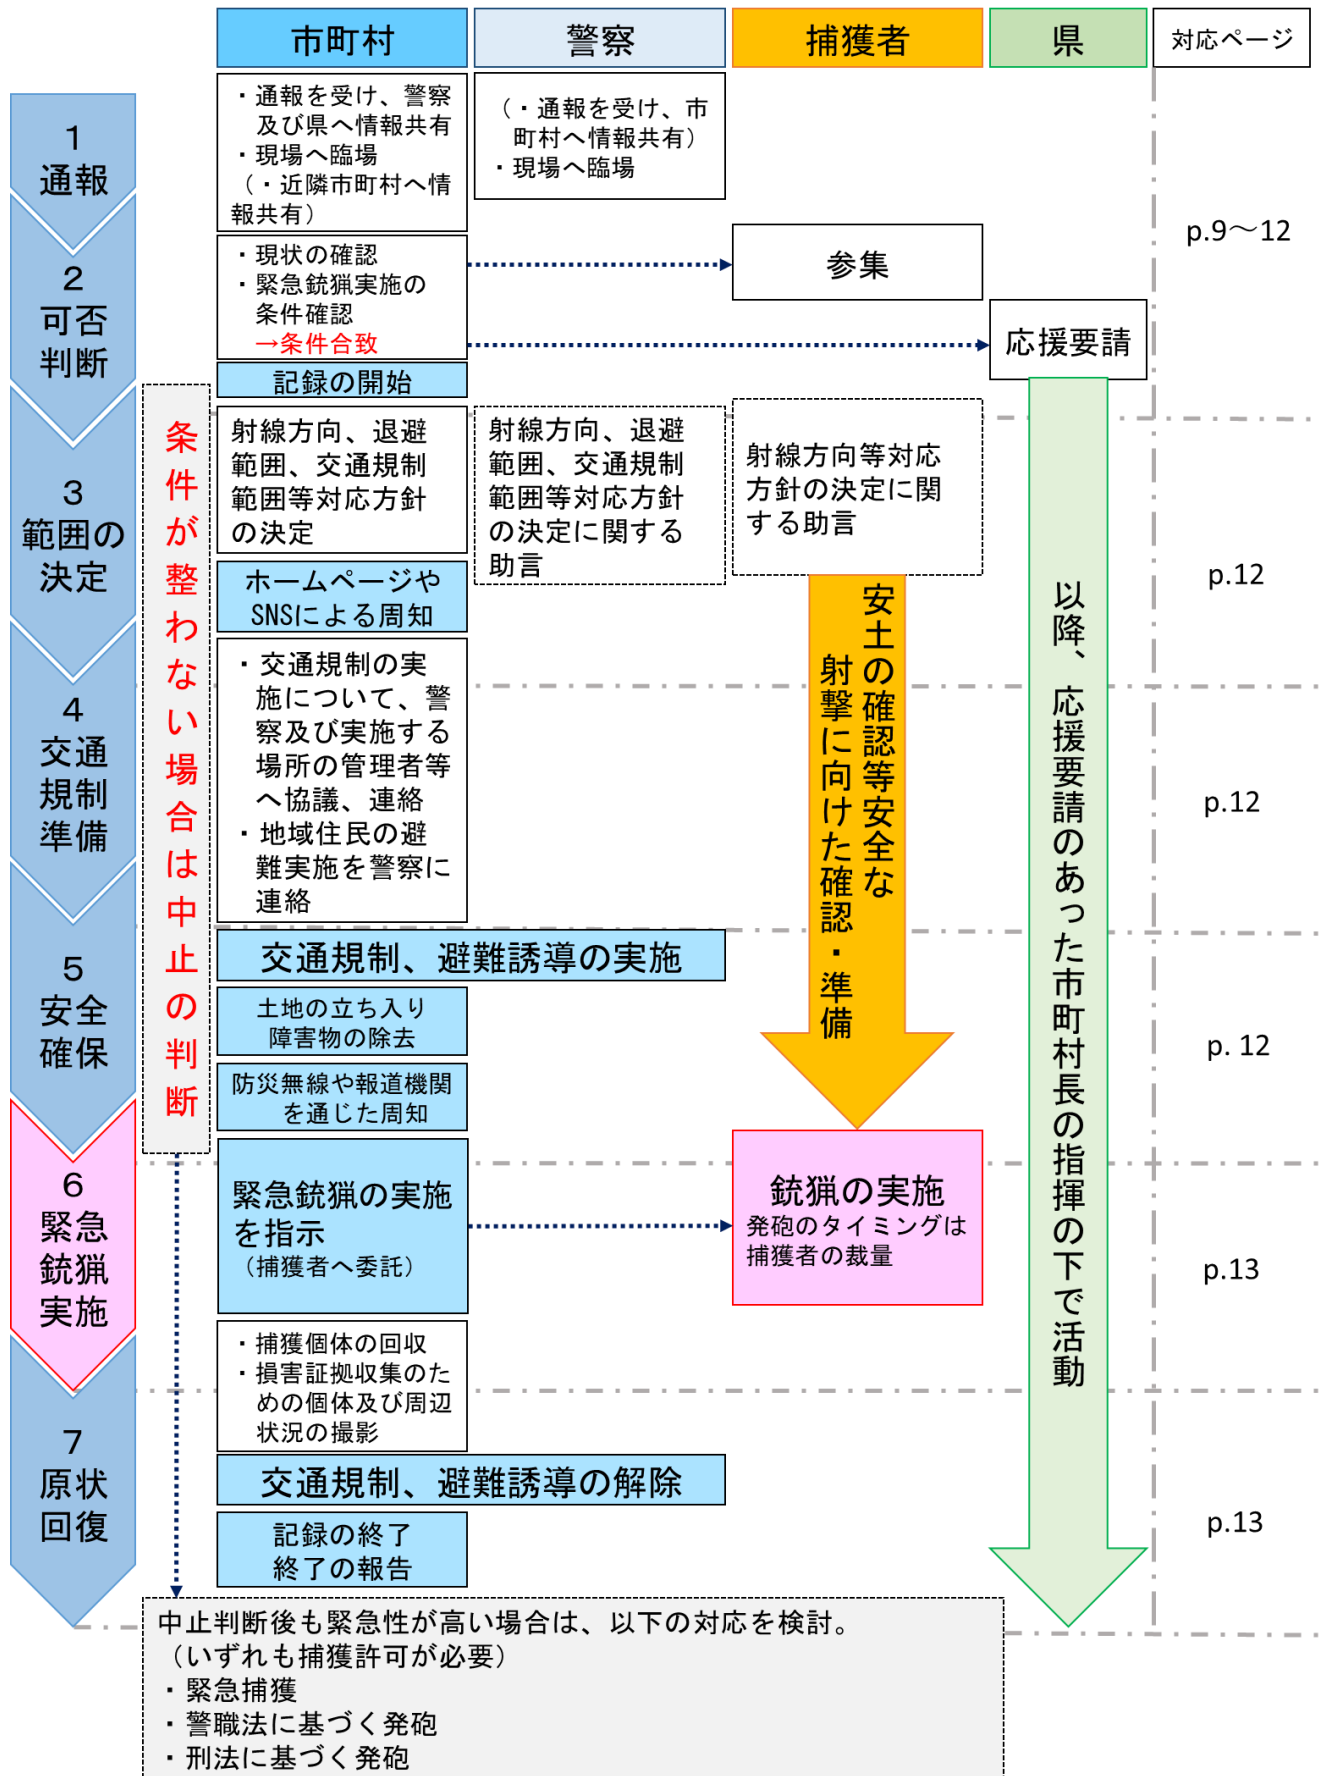 市町村
警察
捕獲者
県
対応ページ
1
通報
・通報を受け、警察
及び県へ情報共有
・現場へ臨場
（・近隣市町村へ情
報共有）
（・通報を受け、市
町村へ情報共有）
・現場へ臨場
p.9～12
2
可否
判断
・現状の確認
・緊急銃猟実施の
条件確認
→条件合致
参集
応援要請
記録の開始
条件が整わない場合は中止の判断
3
範囲の
決定
射線方向、退避
範囲、交通規制
範囲等対応方針
の決定
射線方向、退避
範囲、交通規制
範囲等対応方針
の決定に関する
助言
射線方向等対応
方針の決定に関
する助言
ホームページや
SNSによる周知
p.12
安土の確認等安全な
射撃に向けた確認・準備
以降、応援要請のあった市町村長の指揮の下で活動
4
交通
規制
準備
・交通規制の実
施について、警
察及び実施する
場所の管理者等
へ協議、連絡
・地域住民の避
難実施を警察に
連絡
p.12
5
安全
確保
交通規制、避難誘導の実施
土地の立ち入り
障害物の除去
防災無線や報道機関
を通じた周知
p. 12
6
緊急
銃猟
実施
緊急銃猟の実施
を指示
（捕獲者へ委託）
銃猟の実施
発砲のタイミングは
捕獲者の裁量
p.13
・捕獲個体の回収
・損害証拠収集のた
めの個体及び周辺
状況の撮影
7
原状
回復
交通規制、避難誘導の解除
記録の終了
終了の報告
p.13
中止判断後も緊急性が高い場合は、以下の対応を検討。
（いずれも捕獲許可が必要）
・緊急捕獲
・警職法に基づく発砲
・刑法に基づく発砲